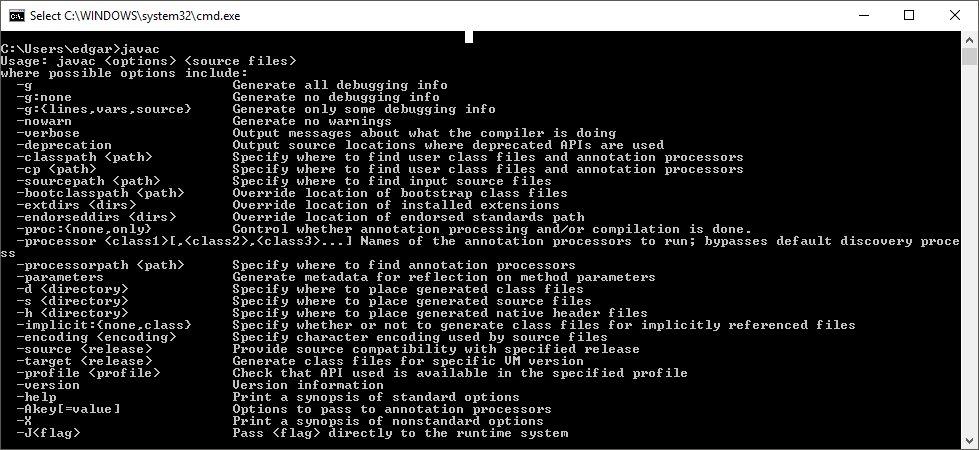 Select C:\WINDOWS\system32\cmd.exe
C:\Users\edgar>javac
Usage: javac <options> <source files>
where possible options include:
  -g                         Generate all debugging info
  -g:none                    Generate no debugging info
  -g:{lines,vars,source}     Generate only some debugging info
  -nowarn                    Generate no warnings
  -verbose                   Output messages about what the compiler is doing
  -deprecation               Output source locations where deprecated APIs are used
  -classpath <path>          Specify where to find user class files and annotation processors
  -cp <path>                 Specify where to find user class files and annotation processors
  -sourcepath <path>         Specify where to find input source files
  -bootclasspath <path>      Override location of bootstrap class files
  -extdirs <dirs>            Override location of installed extensions
  -endorseddirs <dirs>       Override location of endorsed standards path
  -proc:{none,only}          Control whether annotation processing and/or compilation is done.
  -processor <class1>[,<class2>,<class3>...] Names of the annotation processors to run; bypasses default discovery proce
ss
  -processorpath <path>      Specify where to find annotation processors
  -parameters                Generate metadata for reflection on method parameters
  -d <directory>             Specify where to place generated class files
  -s <directory>             Specify where to place generated source files
  -h <directory>             Specify where to place generated native header files
  -implicit:{none,class}     Specify whether or not to generate class files for implicitly referenced files
  -encoding <encoding>       Specify character encoding used by source files
  -source <release>          Provide source compatibility with specified release
  -target <release>          Generate class files for specific VM version
  -profile <profile>         Check that API used is available in the specified profile
  -version                   Version information
  -help                      Print a synopsis of standard options
  -Akey[=value]              Options to pass to annotation processors
  -X                         Print a synopsis of nonstandard options
  -J<flag>                   Pass <flag> directly to the runtime system